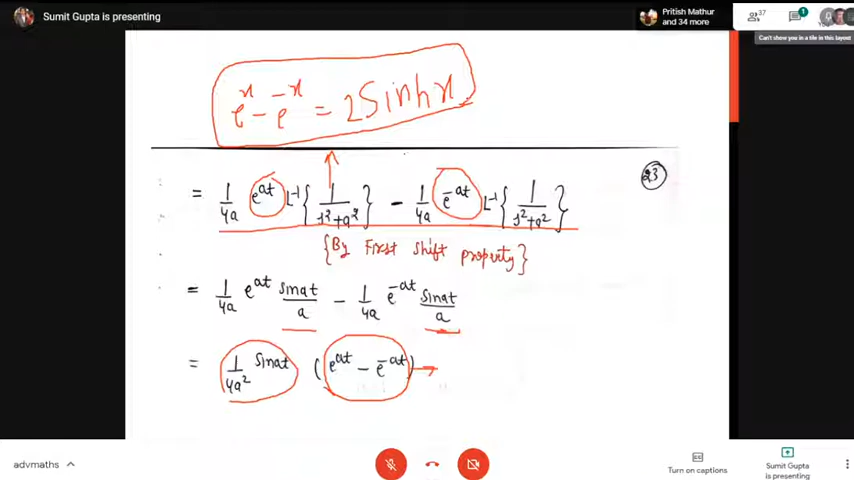 Sumit Gupta is presenting
Pritish Mathur
and 34 more
37
1
Can't show you in a tile in this layout
e^x - e^-x = 2Sinhx
23
= 1/4a e^at L^-1{1/s²+a²} - 1/4a e^-at L^-1{1/s²+a²}
{By First shift property}
= 1/4a e^at sinat/a - 1/4a e^-at sinat/a
= 1/4a² sinat (e^at - e^-at)
advmaths
Turn on captions
Sumit Gupta
is presenting